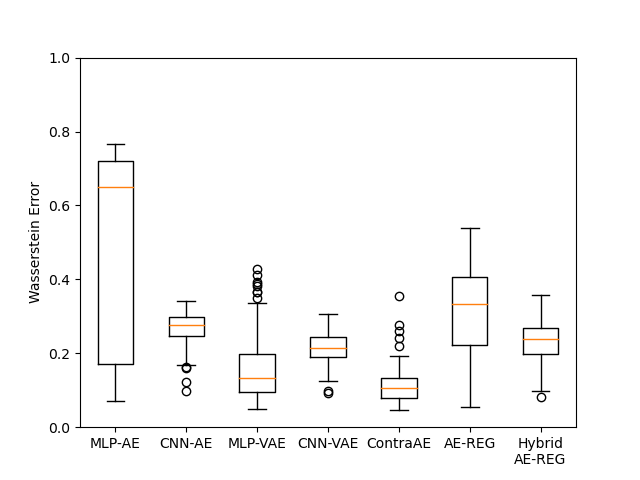 1.0
0.8
0.6
0.4
0.2
0.0
Wasserstein Error
MLP-AE CNN-AE MLP-VAE CNN-VAE ContraAE AE-REG Hybrid
AE-REG